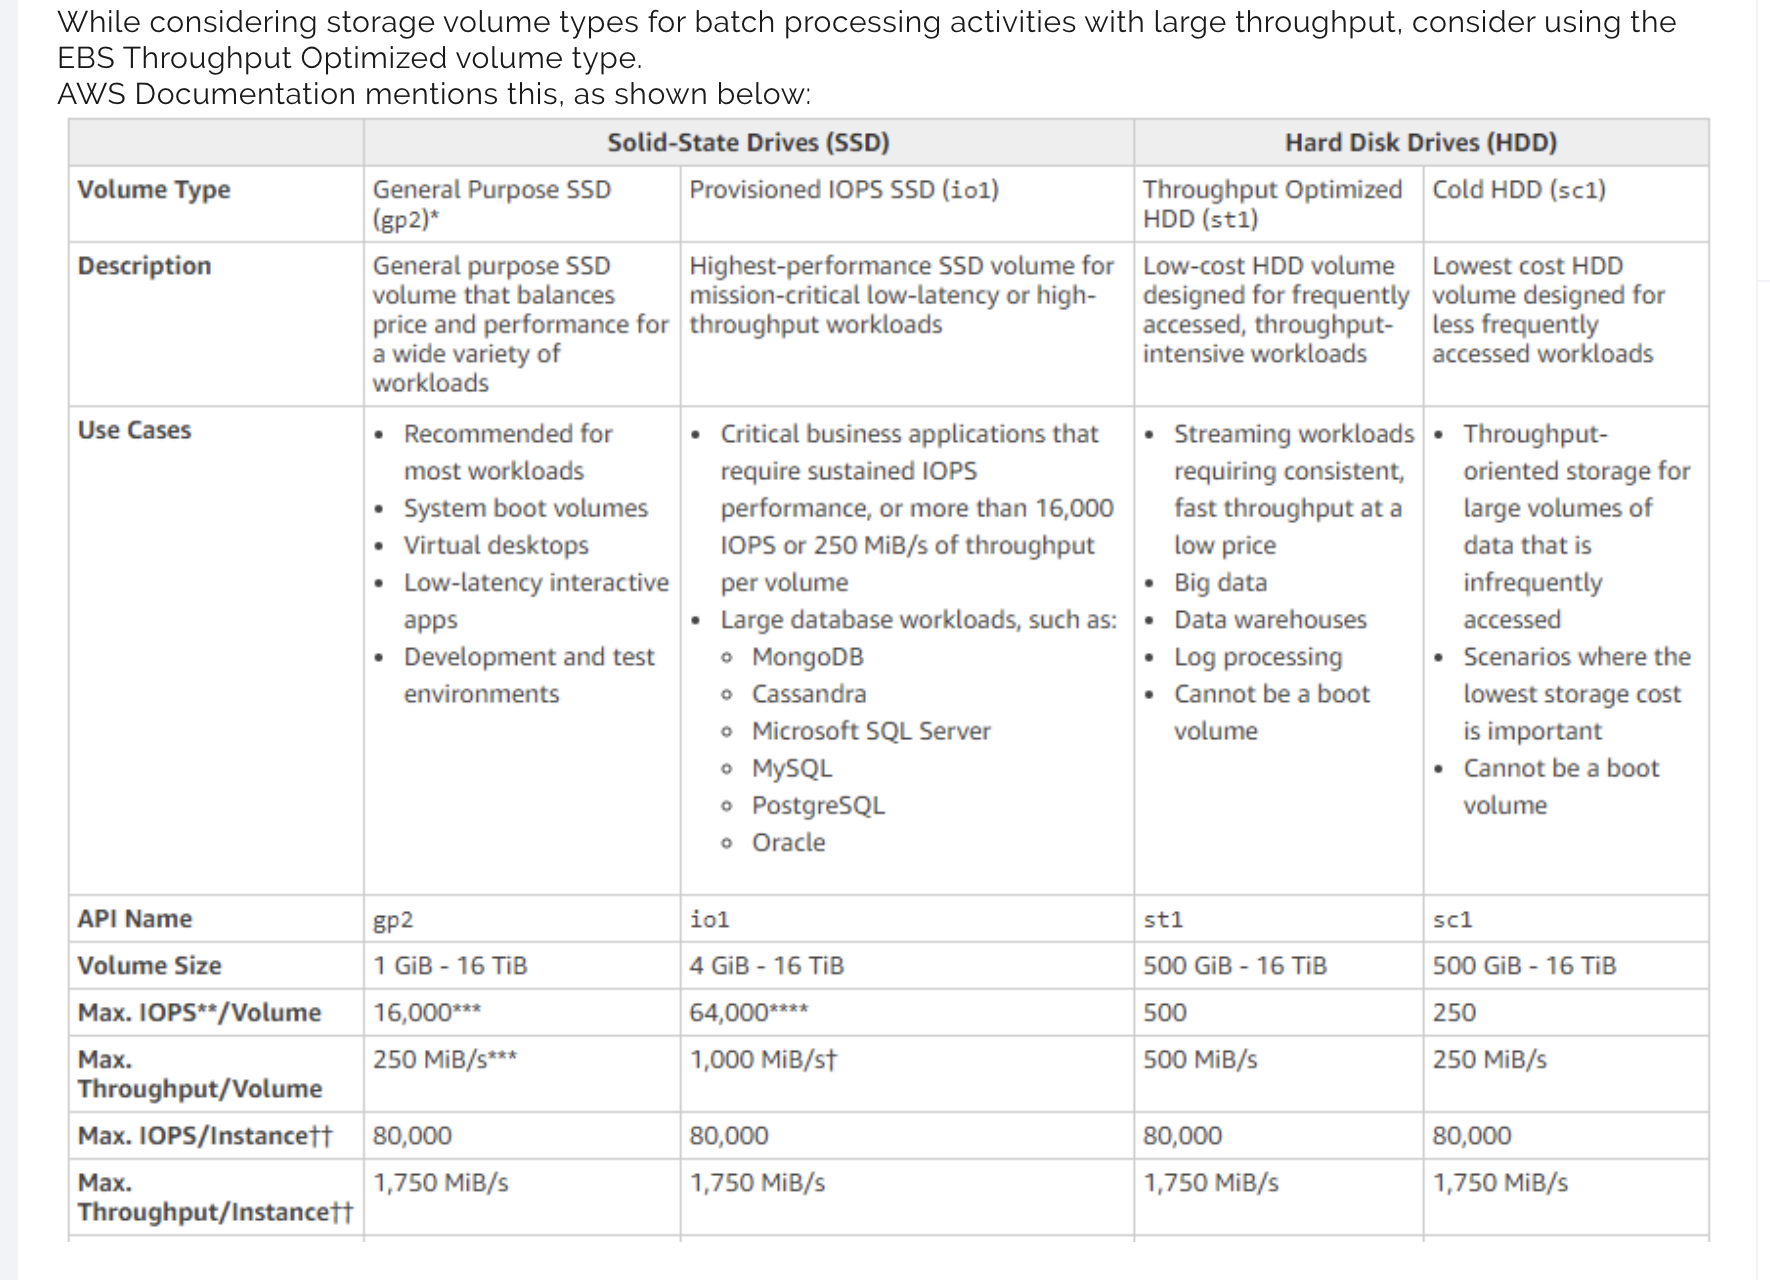 While considering storage volume types for batch processing activities with large throughput, consider using the
EBS Throughput Optimized volume type.
AWS Documentation mentions this, as shown below:
Solid-State Drives (SSD)
Hard Disk Drives (HDD)
Volume Type
General Purpose SSD
(gp2)*
Provisioned IOPS SSD (io1)
Throughput Optimized
HDD (st1)
Cold HDD (sc1)
Description
General purpose SSD
volume that balances
price and performance for
a wide variety of
workloads
Highest-performance SSD volume for
mission-critical low-latency or high-
throughput workloads
Low-cost HDD volume
designed for frequently
accessed, throughput-
intensive workloads
Lowest cost HDD
volume designed for
less frequently
accessed workloads
Use Cases
• Recommended for
most workloads
• System boot volumes
• Virtual desktops
• Low-latency interactive
apps
• Development and test
environments
• Critical business applications that
require sustained IOPS
performance, or more than 16,000
IOPS or 250 MiB/s of throughput
per volume
• Large database workloads, such as:
◦ MongoDB
◦ Cassandra
◦ Microsoft SQL Server
◦ MySQL
◦ PostgreSQL
◦ Oracle
• Streaming workloads
requiring consistent,
fast throughput at a
low price
• Big data
• Data warehouses
• Log processing
• Cannot be a boot
volume
• Throughput-
oriented storage for
large volumes of
data that is
infrequently
accessed
• Scenarios where the
lowest storage cost
is important
• Cannot be a boot
volume
API Name
gp2
io1
st1
sc1
Volume Size
1 GiB - 16 TiB
4 GiB - 16 TiB
500 GiB - 16 TiB
500 GiB - 16 TiB
Max. IOPS**/Volume
16,000***
64,000****
500
250
Max.
Throughput/Volume
250 MiB/s***
1,000 MiB/s†
500 MiB/s
250 MiB/s
Max. IOPS/Instance††
80,000
80,000
80,000
80,000
Max.
Throughput/Instance††
1,750 MiB/s
1,750 MiB/s
1,750 MiB/s
1,750 MiB/s